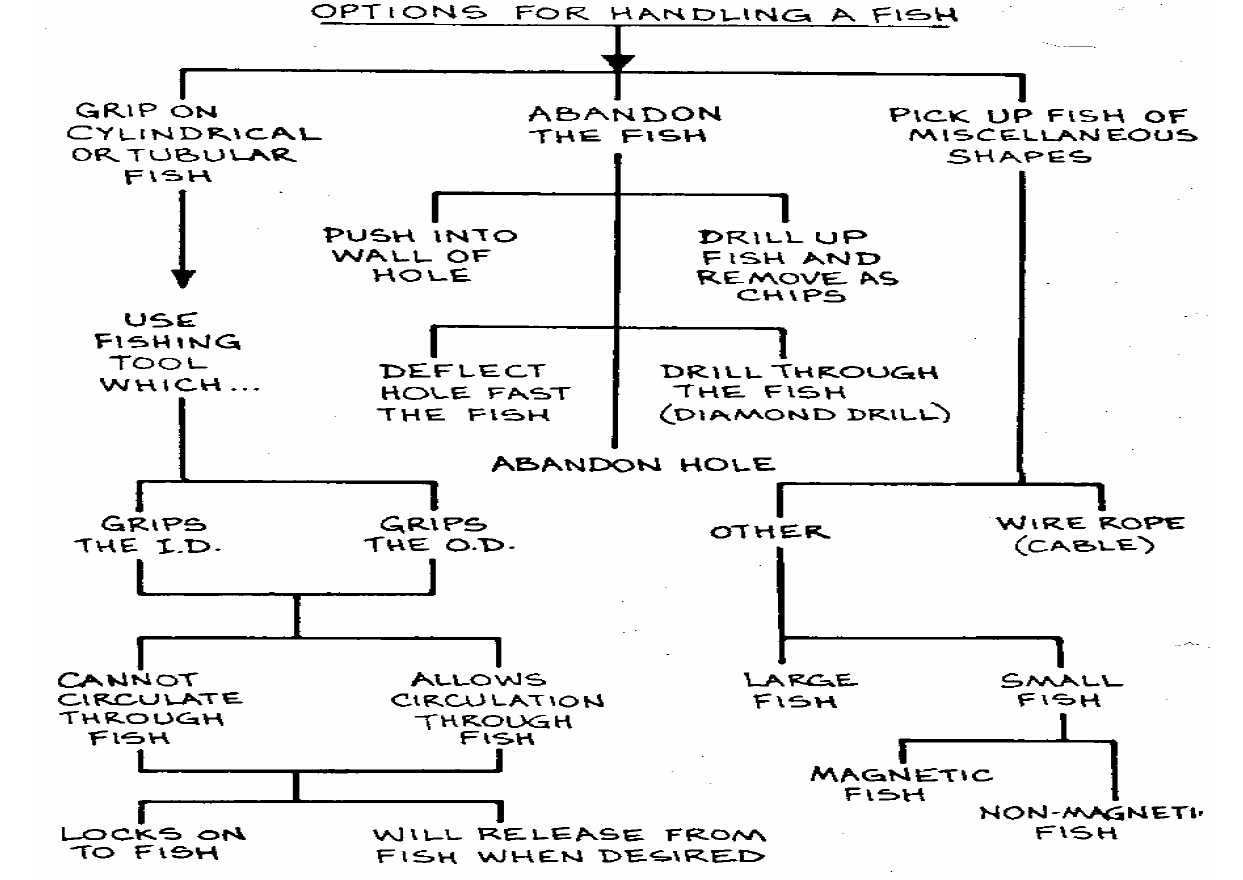 OPTIONS FOR HANDLING A FISH
GRIP ON
CYLINDRICAL
OR TUBULAR
FISH
ABANDON
THE FISH
PICK UP FISH OF
MISCELLANEOUS
SHAPES
PUSH INTO
WALL OF
HOLE
DRILL UP
FISH AND
REMOVE AS
CHIPS
USE
FISHING
TOOL
WHICH...
DEFLECT
HOLE FAST
THE FISH
DRILL THROUGH
THE FISH
(DIAMOND DRILL)
ABANDON HOLE
GRIPS
THE I.D.
GRIPS
THE O.D.
OTHER
WIRE ROPE
(CABLE)
CANNOT
CIRCULATE
THROUGH
FISH
ALLOWS
CIRCULATION
THROUGH
FISH
LARGE
FISH
SMALL
FISH
MAGNETIC
FISH
NON-MAGNETI
FISH
LOCKS ON
TO FISH
WILL RELEASE FROM
FISH WHEN DESIRED